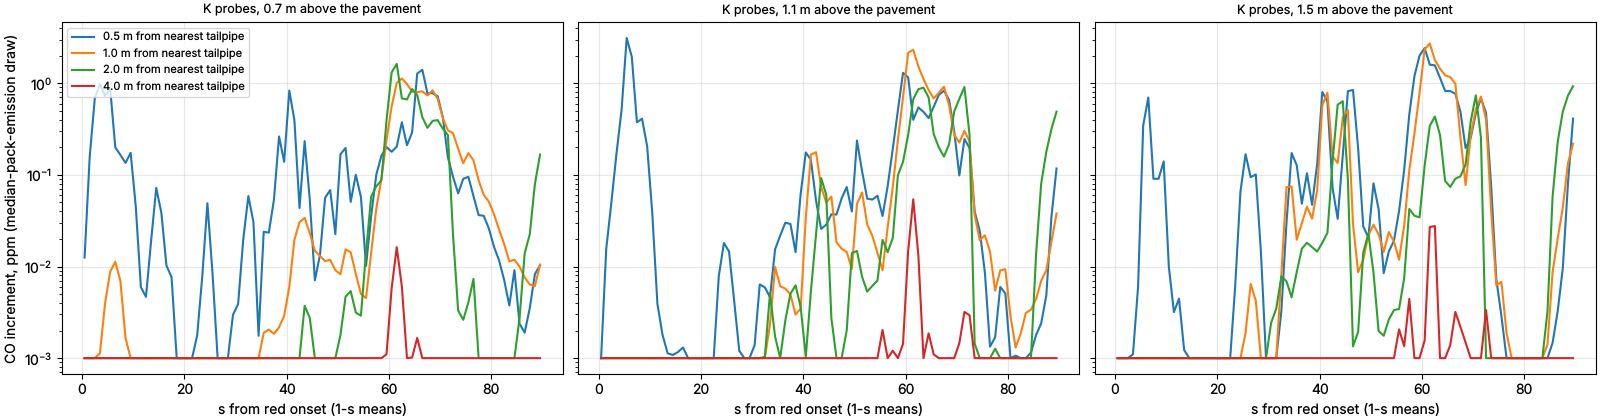 K probes, 0.7 m above the pavement
K probes, 1.1 m above the pavement
K probes, 1.5 m above the pavement
CO increment, ppm (median-pack-emission draw)
0.5 m from nearest tailpipe
1.0 m from nearest tailpipe
2.0 m from nearest tailpipe
4.0 m from nearest tailpipe
10⁰
10⁻¹
10⁻²
10⁻³
0 20 40 60 80
0 20 40 60 80
0 20 40 60 80
s from red onset (1-s means)
s from red onset (1-s means)
s from red onset (1-s means)